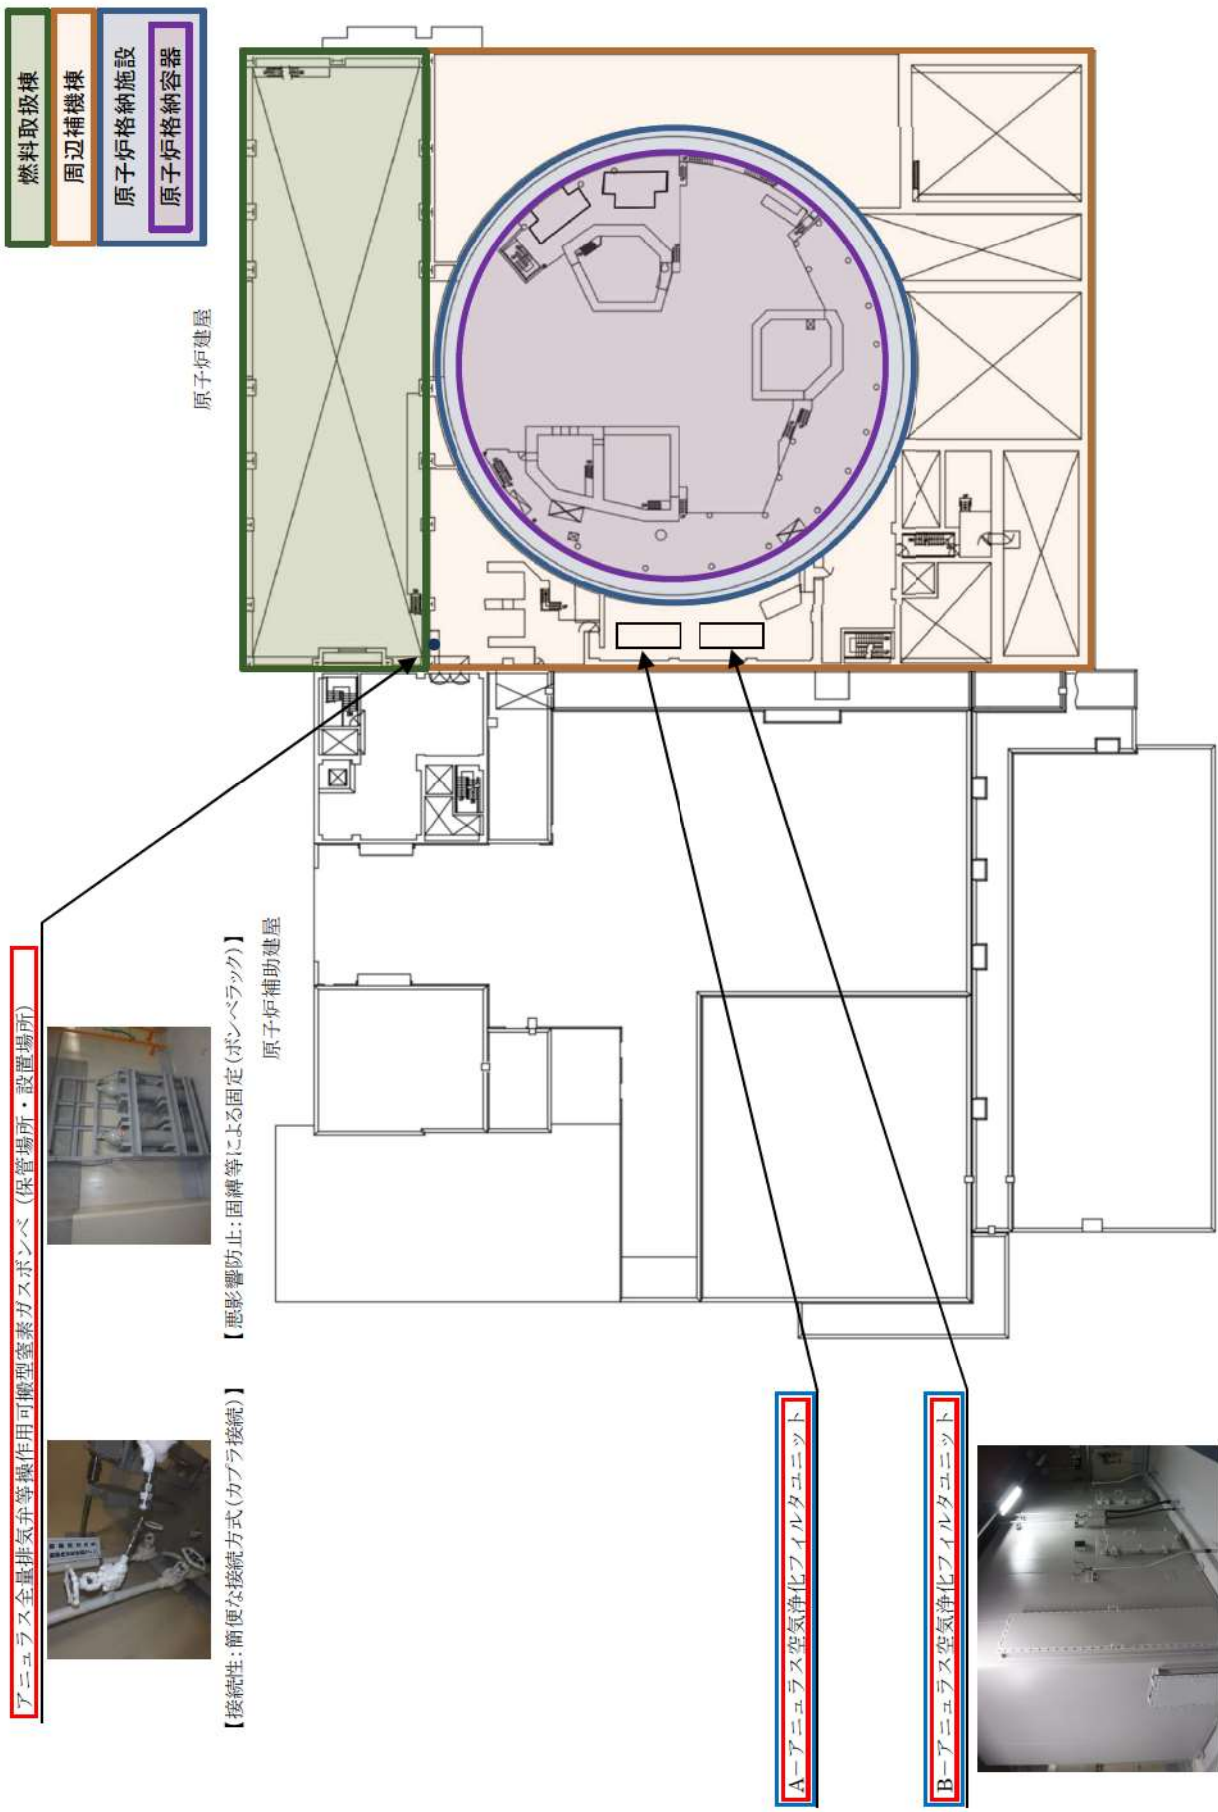 アニュラス全量排気弁等操作用可搬型窒素ガスボンベ（保管場所・設置場所）
【接続性：簡便な接続方式（カプラ接続）】
【悪影響防止：固縛等による固定（ボンベラック）】
原子炉補助建屋
原子炉建屋
燃料取扱棟
周辺補機棟
原子炉格納施設
原子炉格納容器
A－アニュラス空気浄化フィルタユニット
B－アニュラス空気浄化フィルタユニット